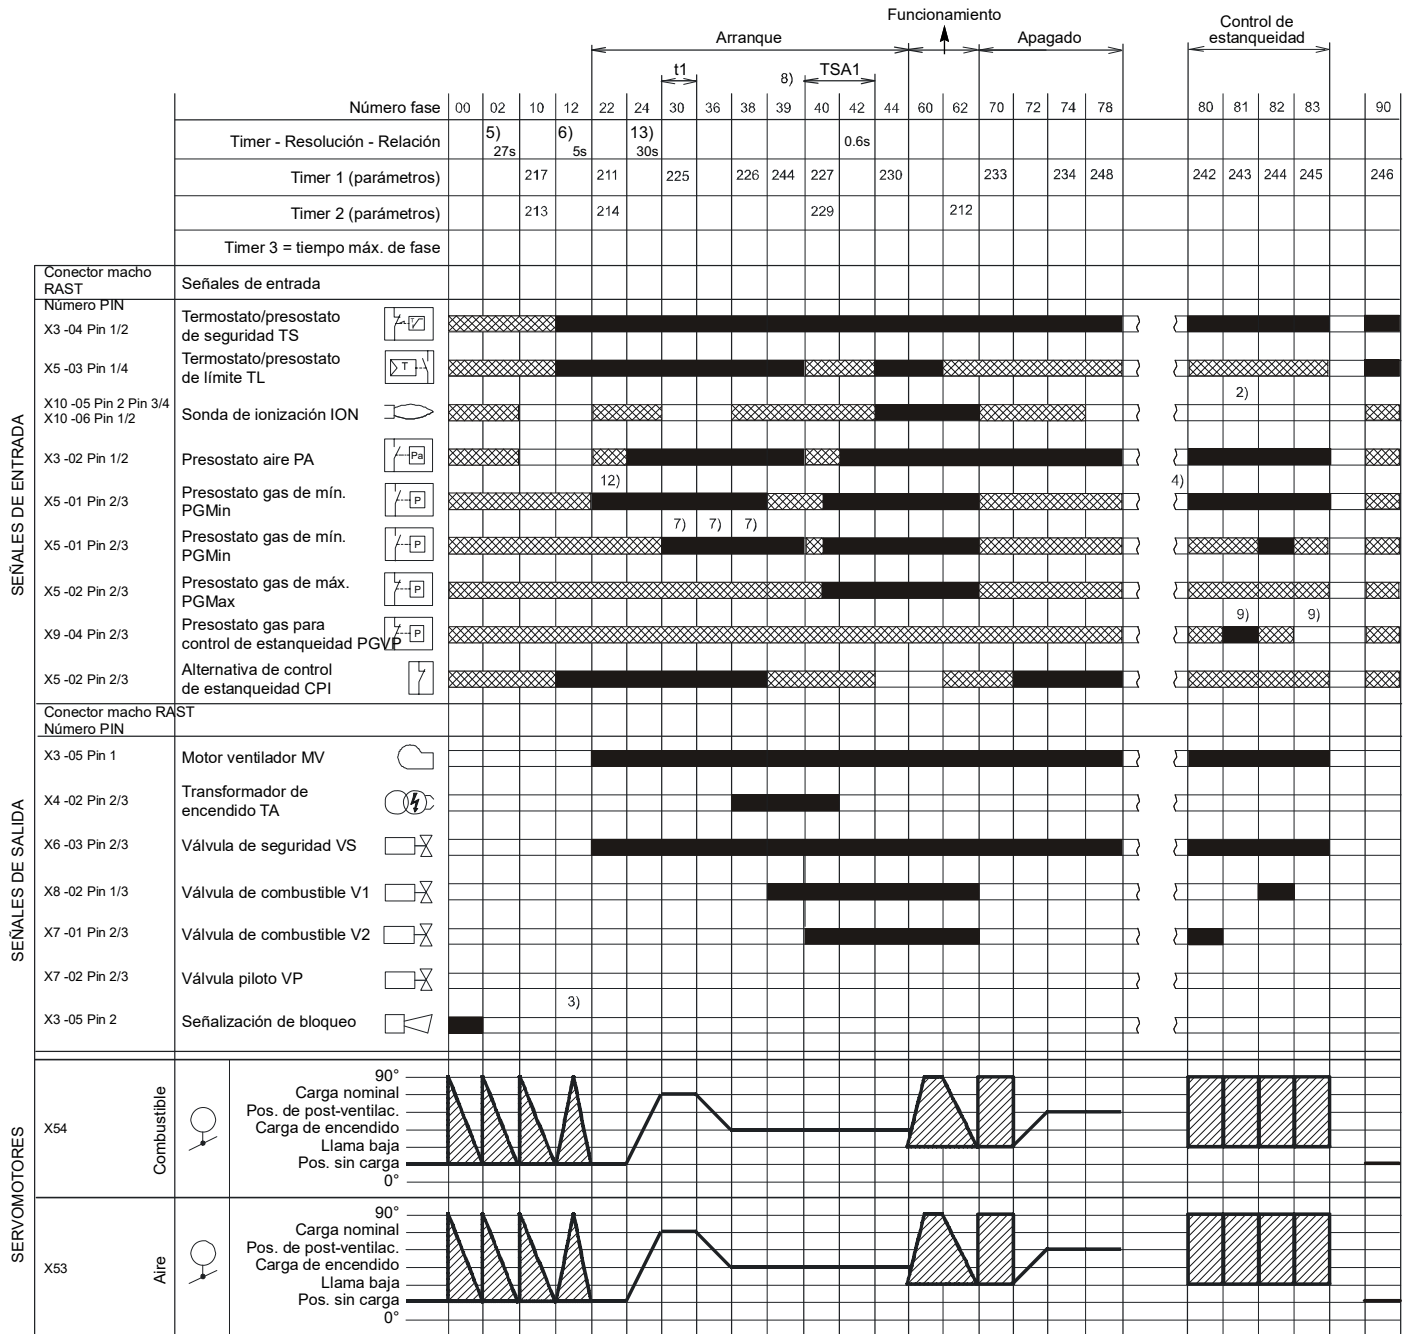 Funcionamiento
Arranque
Apagado
Control de
estanqueidad
t1
8)
TSA1
Número fase 00 02 10 12 22 24 30 36 38 39 40 42 44 60 62 70 72 74 78 80 81 82 83 90
Timer - Resolución - Relación 5) 27s 6) 5s 13) 30s 0.6s
Timer 1 (parámetros) 217 211 225 226 244 227 230 233 234 248 242 243 244 245 246
Timer 2 (parámetros) 213 214 229 212
Timer 3 = tiempo máx. de fase
SEÑALES DE ENTRADA
Conector macho
RAST
Número PIN
Señales de entrada
X3 -04 Pin 1/2
Termostato/presostato
de seguridad TS
X5 -03 Pin 1/4
Termostato/presostato
de límite TL
T
2)
X10 -05 Pin 2 Pin 3/4
X10 -06 Pin 1/2
Sonda de ionización ION
X3 -02 Pin 1/2
Presostato aire PA
Pa
12)
4)
X5 -01 Pin 2/3
Presostato gas de mín.
PGMin
P
7) 7) 7)
X5 -01 Pin 2/3
Presostato gas de mín.
PGMin
P
X5 -02 Pin 2/3
Presostato gas de máx.
PGMax
P
9) 9)
X9 -04 Pin 2/3
Presostato gas para
control de estanqueidad PGVP
P
X5 -02 Pin 2/3
Alternativa de control
de estanqueidad CPI
SEÑALES DE SALIDA
Conector macho RAST
Número PIN
X3 -05 Pin 1
Motor ventilador MV
X4 -02 Pin 2/3
Transformador de
encendido TA
X6 -03 Pin 2/3
Válvula de seguridad VS
X8 -02 Pin 1/3
Válvula de combustible V1
X7 -01 Pin 2/3
Válvula de combustible V2
X7 -02 Pin 2/3
Válvula piloto VP
3)
X3 -05 Pin 2
Señalización de bloqueo
SERVOMOTORES
X54
Combustible
90°
Carga nominal
Pos. de post-ventilac.
Carga de encendido
Llama baja
Pos. sin carga
0°
X53
Aire
90°
Carga nominal
Pos. de post-ventilac.
Carga de encendido
Llama baja
Pos. sin carga
0°